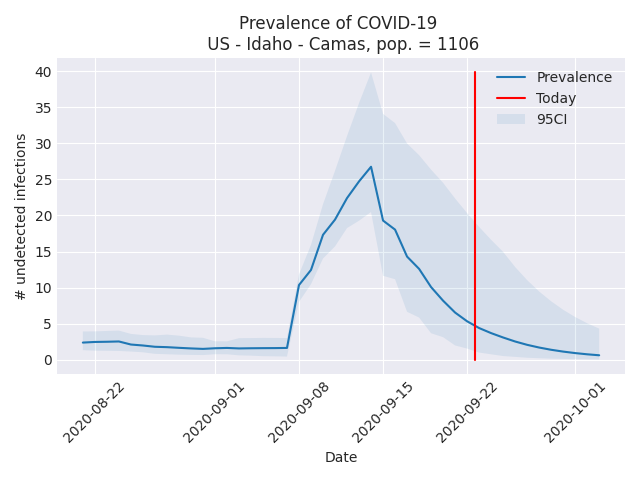 Prevalence of COVID-19
US - Idaho - Camas, pop. = 1106
40
35
30
25
20
15
10
5
0
# undetected infections
Prevalence
Today
95CI
2020-08-22
2020-09-01
2020-09-08
2020-09-15
2020-09-22
2020-10-01
Date